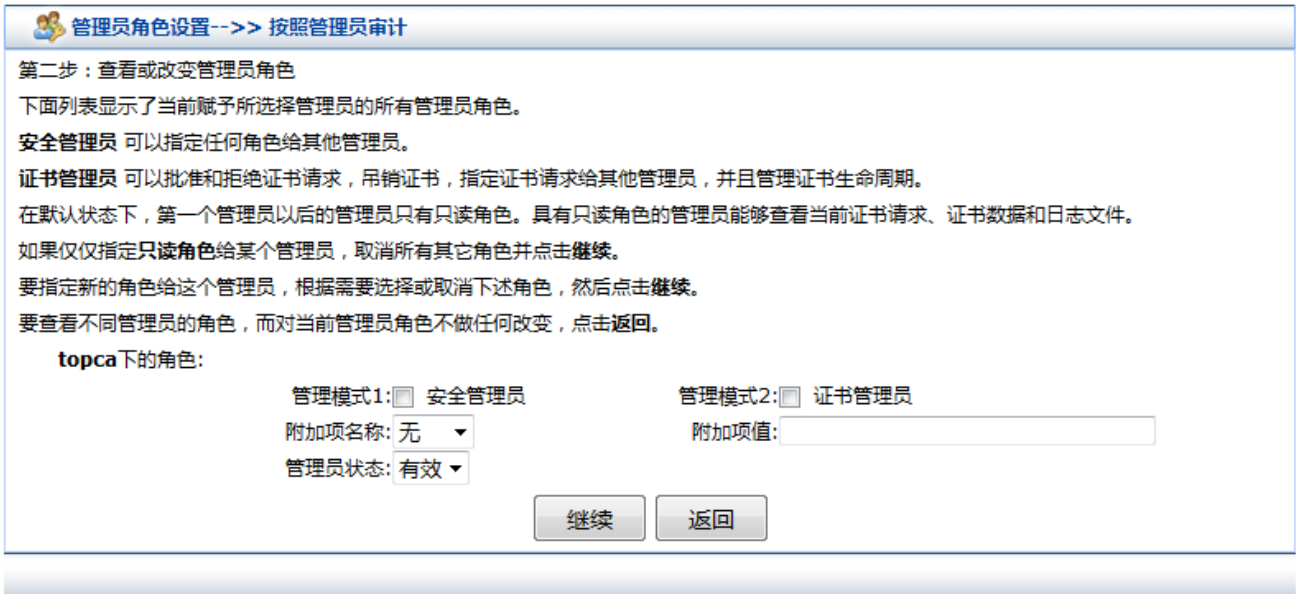 管理员角色设置-->> 按照管理员审计
第二步：查看或改变管理员角色
下面列表显示了当前赋予所选择管理员的所有管理员角色。
安全管理员 可以指定任何角色给其他管理员。
证书管理员 可以批准和拒绝证书请求，吊销证书，指定证书请求给其他管理员，并且管理证书生命周期。
在默认状态下，第一个管理员以后的管理员只有只读角色。具有只读角色的管理员能够查看当前证书请求、证书数据和日志文件。
如果仅仅指定只读角色给某个管理员，取消所有其它角色并点击继续。
要指定新的角色给这个管理员，根据需要选择或取消下述角色，然后点击继续。
要查看不同管理员的角色，而对当前管理员角色不做任何改变，点击返回。
topca下的角色:
管理模式1: 安全管理员 管理模式2: 证书管理员
附加项名称: 无 附加项值:
管理员状态: 有效
继续 返回